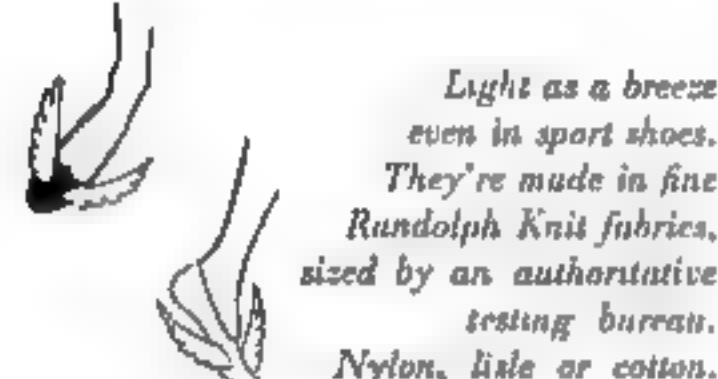 Light as a breeze
even in sport shoes.
They're made in fine
Randolph Knit fabrics,
sized by an authoritative
testing bureau.
Nylon, lisle or cotton.